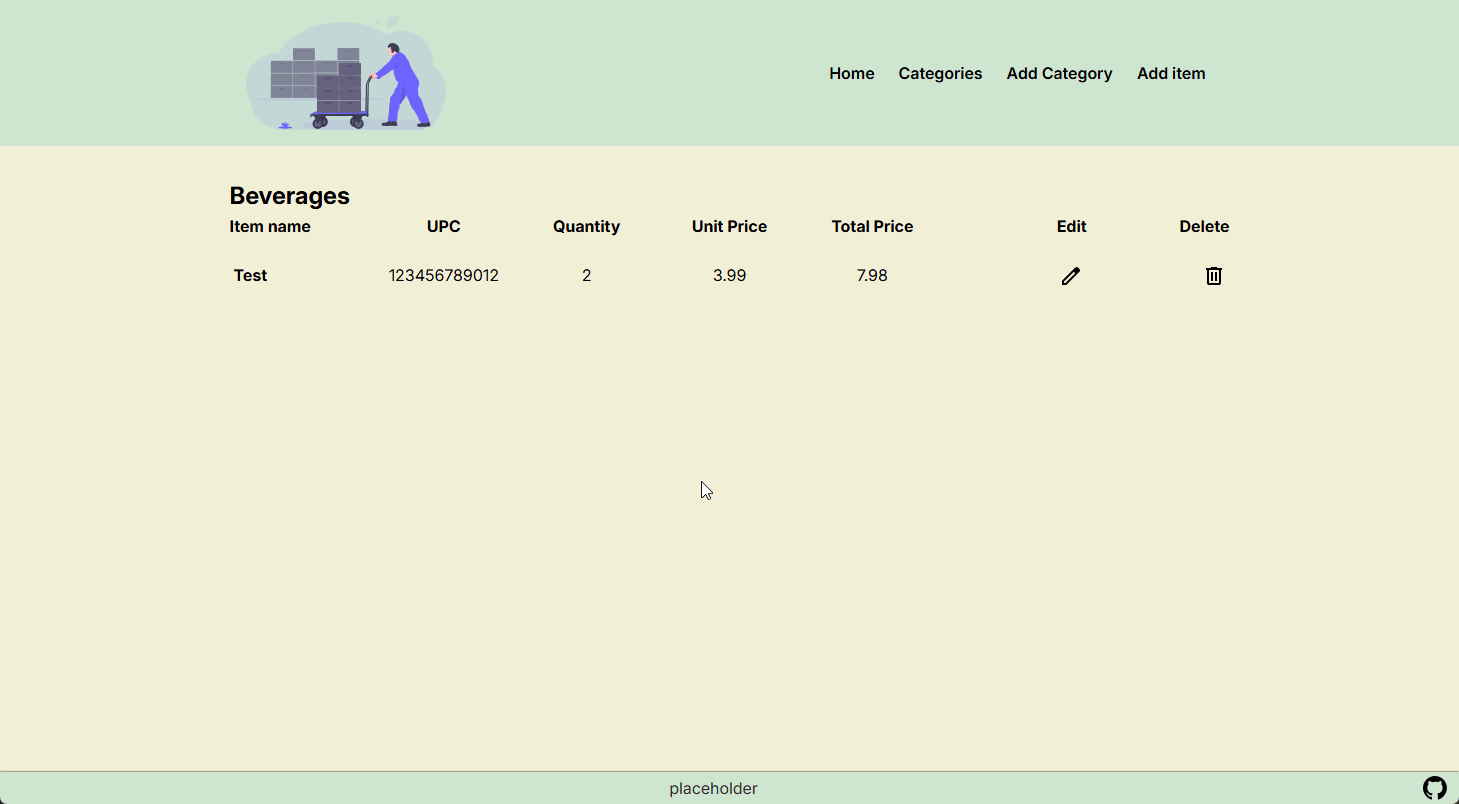 Home Categories Add Category Add item
Beverages
Item name UPC Quantity Unit Price Total Price Edit Delete
Test 123456789012 2 3.99 7.98
placeholder